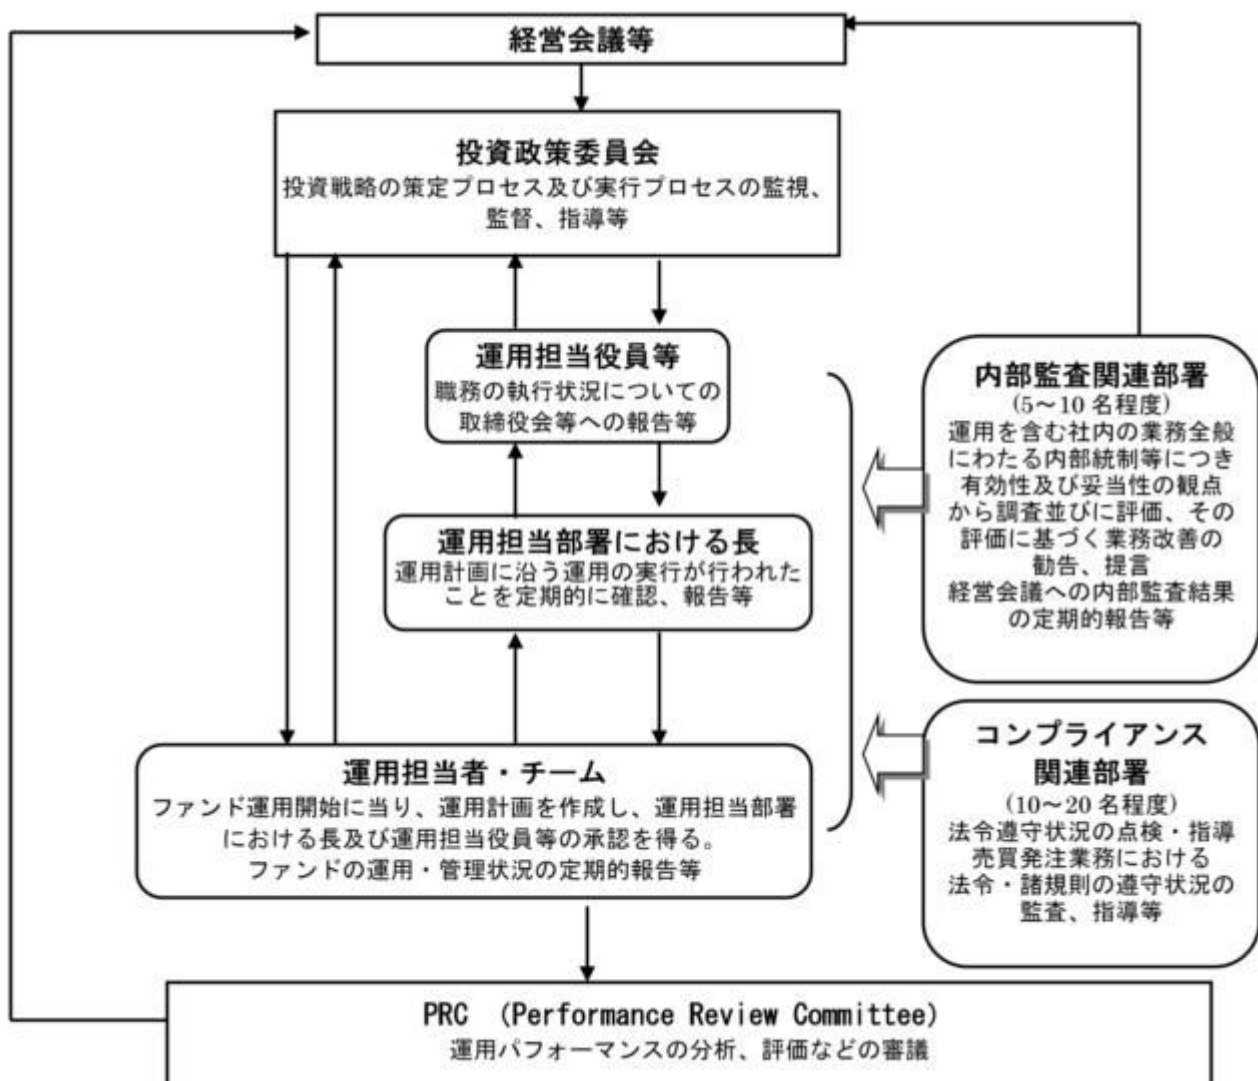 経営会議等
投資政策委員会
投資戦略の策定プロセス及び実行プロセスの監視、
監督、指導等
運用担当役員等
職務の執行状況についての
取締役会等への報告等
運用担当部署における長
運用計画に沿う運用の実行が行われた
ことを定期的に確認、報告等
運用担当者・チーム
ファンド運用開始に当り、運用計画を作成し、運用担当部署
における長及び運用担当役員等の承認を得る。
ファンドの運用・管理状況の定期的報告等
内部監査関連部署
(5～10 名程度)
運用を含む社内の業務全般
にわたる内部統制等につき
有効性及び妥当性の観点
から調査並びに評価、その
評価に基づく業務改善の
勧告、提言
経営会議への内部監査結果
の定期的報告等
コンプライアンス
関連部署
(10～20 名程度)
法令遵守状況の点検・指導
売買発注業務における
法令・諸規則の遵守状況の
監査、指導等
PRC （Performance Review Committee）
運用パフォーマンスの分析、評価などの審議